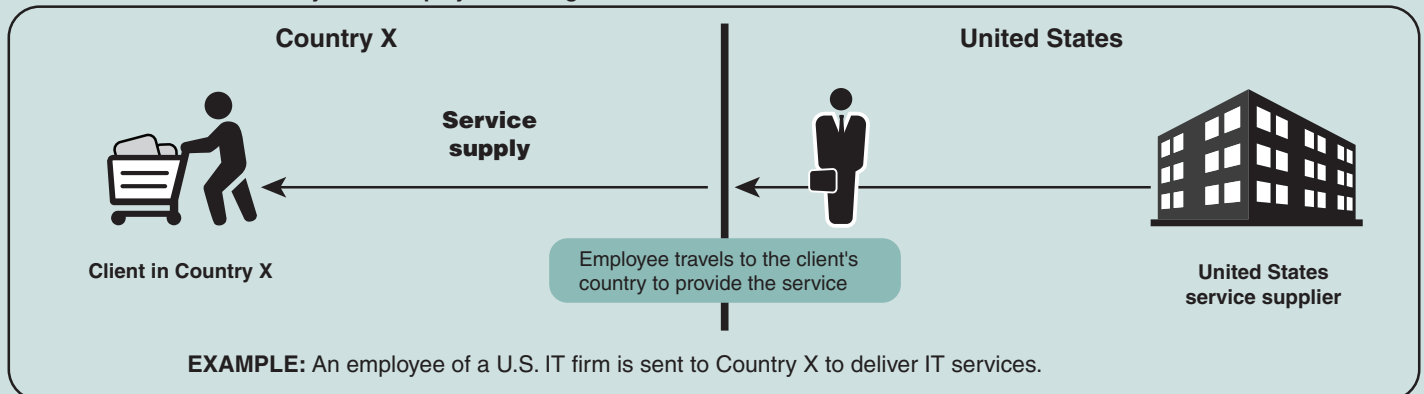 Country X
United States
Service
supply
Client in Country X
Employee travels to the client's
country to provide the service
United States
service supplier
EXAMPLE: An employee of a U.S. IT firm is sent to Country X to deliver IT services.